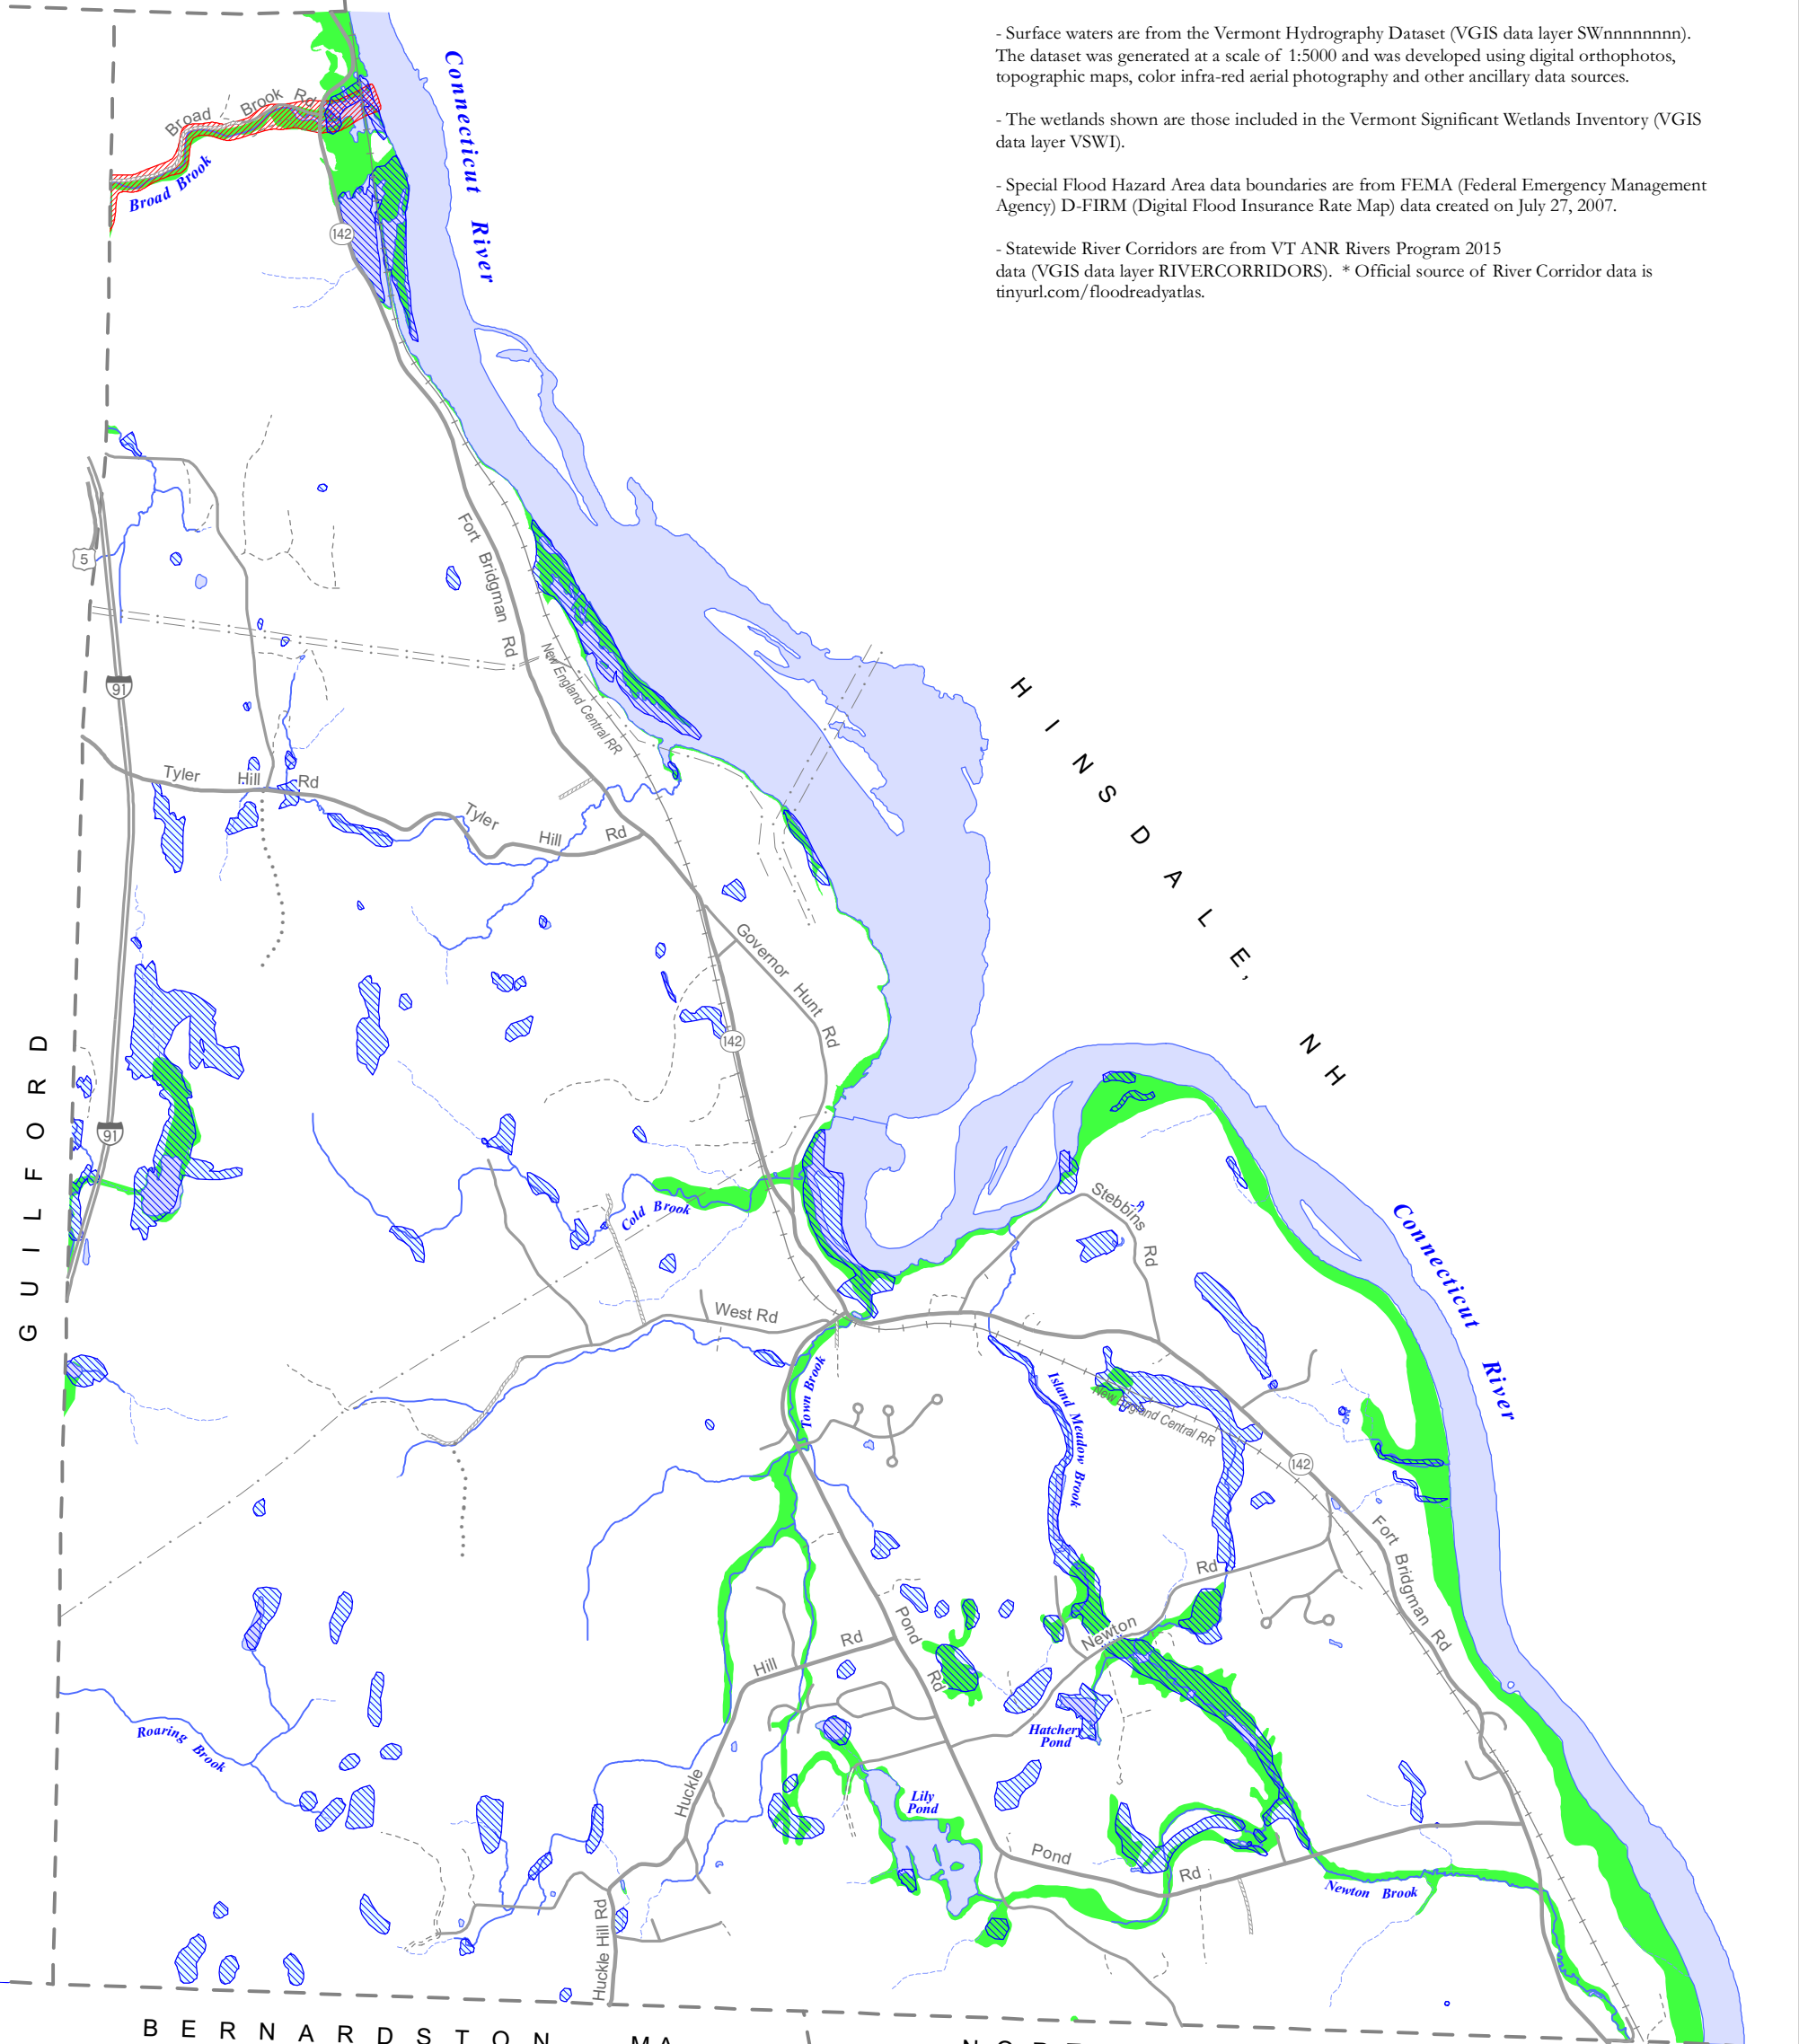 - Surface waters are from the Vermont Hydrography Dataset (VGIS data layer SWnnnnnnnn).
The dataset was generated at a scale of 1:5000 and was developed using digital orthophotos,
topographic maps, color infra-red aerial photography and other ancillary data sources.
- The wetlands shown are those included in the Vermont Significant Wetlands Inventory (VGIS
data layer VSWI).
- Special Flood Hazard Area data boundaries are from FEMA (Federal Emergency Management
Agency) D-FIRM (Digital Flood Insurance Rate Map) data created on July 27, 2007.
- Statewide River Corridors are from VT ANR Rivers Program 2015
data (VGIS data layer RIVERCORRIDORS). * Official source of River Corridor data is
tinyurl.com/floodreadyatlas.
Connecticut River
Broad Brook Rd
Broad Brook
142
5
Fort Bridgman Rd
New England Central RR
91
HINSDALE, NH
Tyler Hill Rd
Tyler Hill Rd
Governor Hunt Rd
142
GUILFORD
91
Cold Brook
Stebbins Rd
Connecticut River
West Rd
Town Brook
Island Meadow Brook
New England Central RR
142
Fort Bridgman Rd
Newton Rd
Pond Rd
Hill Rd
Huckle
Roaring Brook
Hatchery
Pond
Lily
Pond
Pond Rd
Newton Brook
Huckle Hill Rd
BERNARDSTON MA